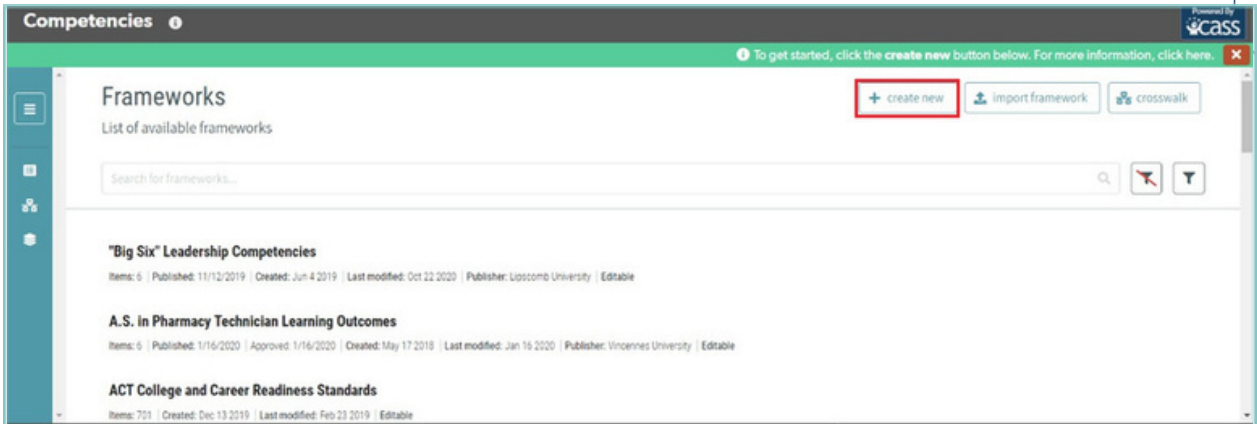 Competencies
Powered By
cass
To get started, click the create new button below. For more information, click here.
Frameworks
+ create new
import framework
crosswalk
List of available frameworks
Search for frameworks...
"Big Six" Leadership Competencies
Items: 6 | Published: 11/12/2019 | Created: Jun 4 2019 | Last modified: Oct 22 2020 | Publisher: Lipscomb University | Editable
A.S. in Pharmacy Technician Learning Outcomes
Items: 6 | Published: 1/16/2020 | Approved: 1/16/2020 | Created: May 17 2018 | Last modified: Jan 16 2020 | Publisher: Vincennes University | Editable
ACT College and Career Readiness Standards
Items: 701 | Created: Dec 13 2019 | Last modified: Feb 23 2019 | Editable